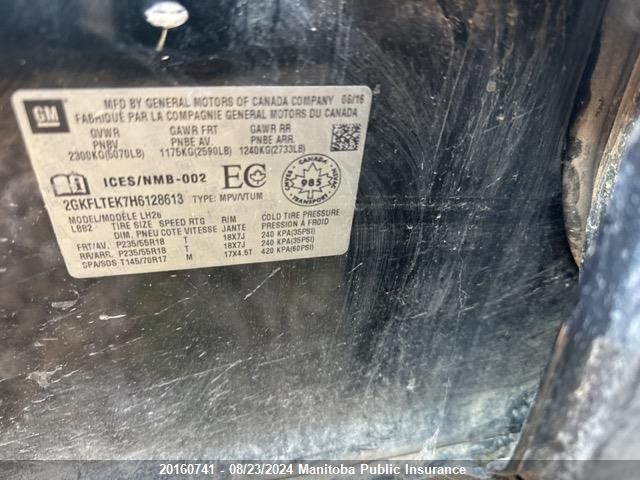 GM
MFD BY GENERAL MOTORS OF CANADA COMPANY 06/16
FABRIQUÉ PAR LA COMPAGNIE GENERAL MOTORS DU CANADA
GVWR GAWR FRT GAWR RR
PNBV PNBE AV. PNBE ARR.
2300KG(5070LB) 1175KG(2590LB) 1240KG(2733LB)
ICES/NMB-002 EC CANADA 985
2GKFLTEK7H6128613 TYPE: MPV/VTUM
MODEL/MODÈLE LH26
LBB2 TIRE SIZE SPEED RTG RIM COLD TIRE PRESSURE
DIM. PNEU COTE VITESSE JANTE PRESSION À FROID
FRT/AV. P235/55R18 T 18X7J 240 KPA(35PSI)
RR/ARR. P235/55R18 T 18X7J 240 KPA(35PSI)
SPA/SOS T145/70R17 M 17X4.5T 420 KPA(60PSI)
20160741 - 08/23/2024 Manitoba Public Insurance